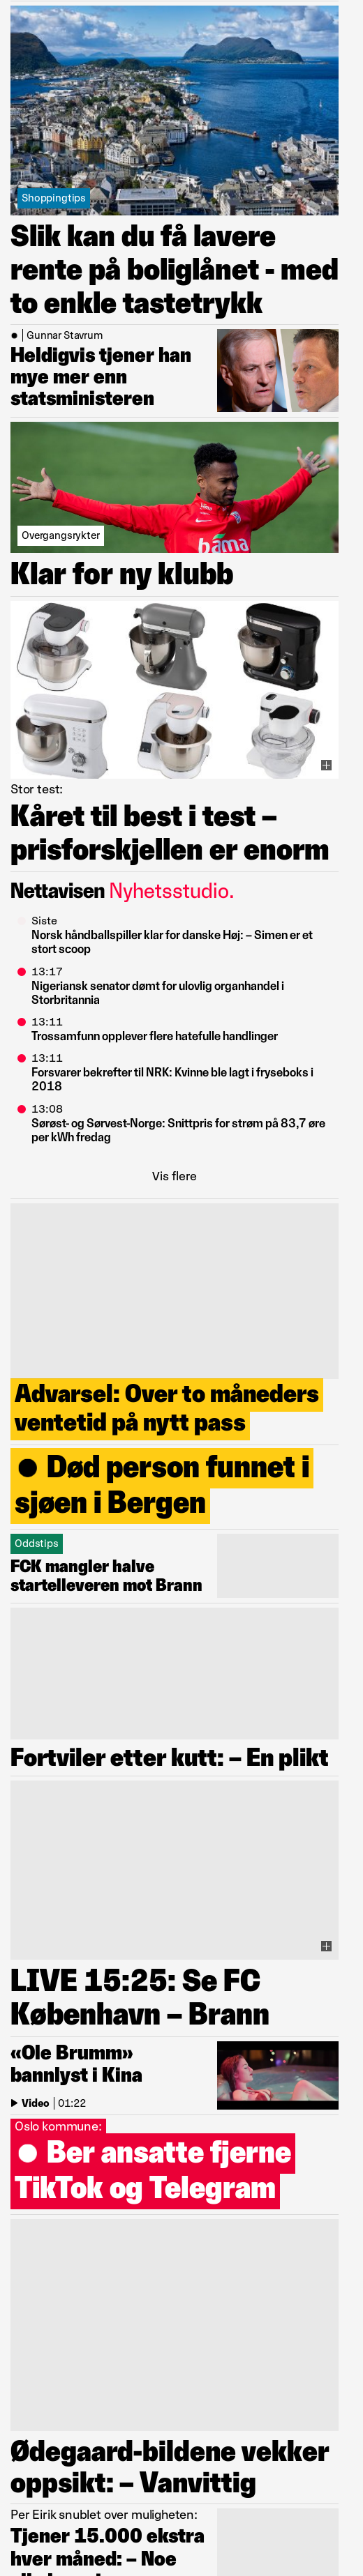 Shoppingtips
Slik kan du få lavere
rente på boliglånet - med
to enkle tastetrykk
Gunnar Stavrum
Heldigvis tjener han
mye mer enn
statsministeren
bama
Overgangsrykter
Klar for ny klubb
Stor test:
Kåret til best i test –
prisforskjellen er enorm
Nettavisen Nyhetsstudio.
Siste
Norsk håndballspiller klar for danske Høj: – Simen er et
stort scoop
13:17
Nigeriansk senator dømt for ulovlig organhandel i
Storbritannia
13:11
Trossamfunn opplever flere hatefulle handlinger
13:11
Forsvarer bekrefter til NRK: Kvinne ble lagt i fryseboks i
2018
13:08
Sørøst- og Sørvest-Norge: Snittpris for strøm på 83,7 øre
per kWh fredag
Vis flere
Advarsel: Over to måneders
ventetid på nytt pass
Død person funnet i
sjøen i Bergen
Oddstips
FCK mangler halve
startelleveren mot Brann
Fortviler etter kutt: – En plikt
LIVE 15:25: Se FC
København – Brann
«Ole Brumm»
bannlyst i Kina
Video 01:22
Oslo kommune:
Ber ansatte fjerne
TikTok og Telegram
Ødegaard-bildene vekker
oppsikt: – Vanvittig
Per Eirik snublet over muligheten:
Tjener 15.000 ekstra
hver måned: – Noe